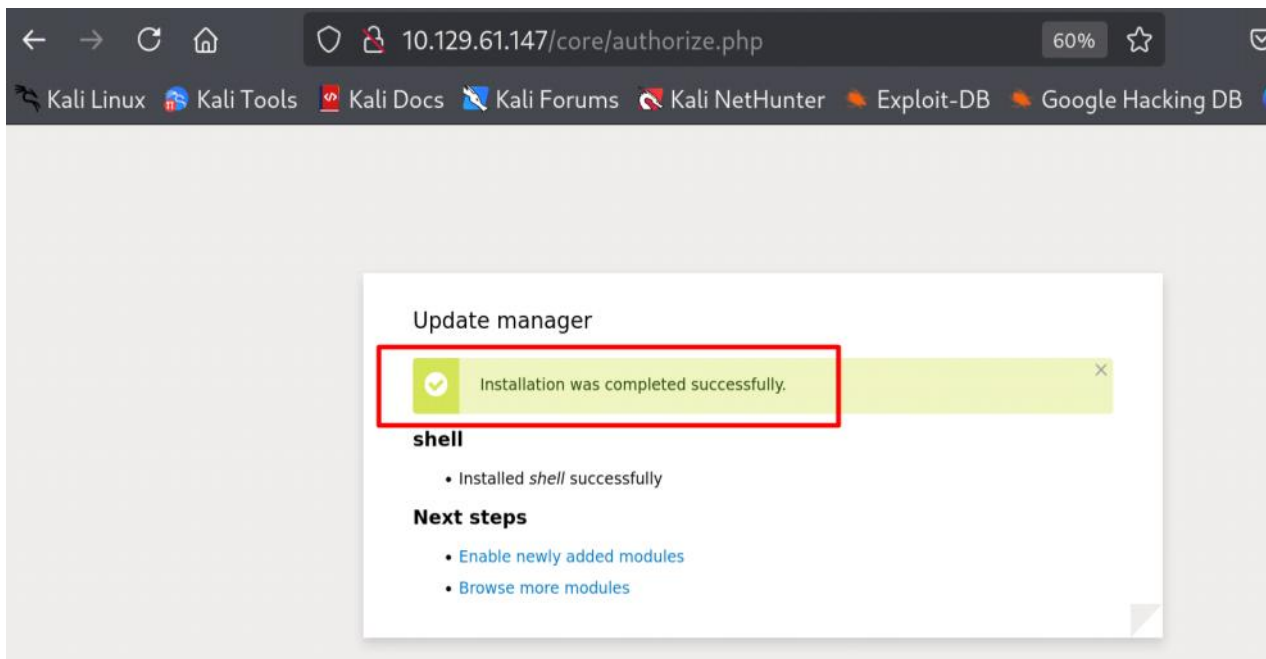 10.129.61.147/core/authorize.php 60%
Kali Linux Kali Tools Kali Docs Kali Forums Kali NetHunter Exploit-DB Google Hacking DB
Update manager
Installation was completed successfully.
shell
• Installed shell successfully
Next steps
• Enable newly added modules
• Browse more modules